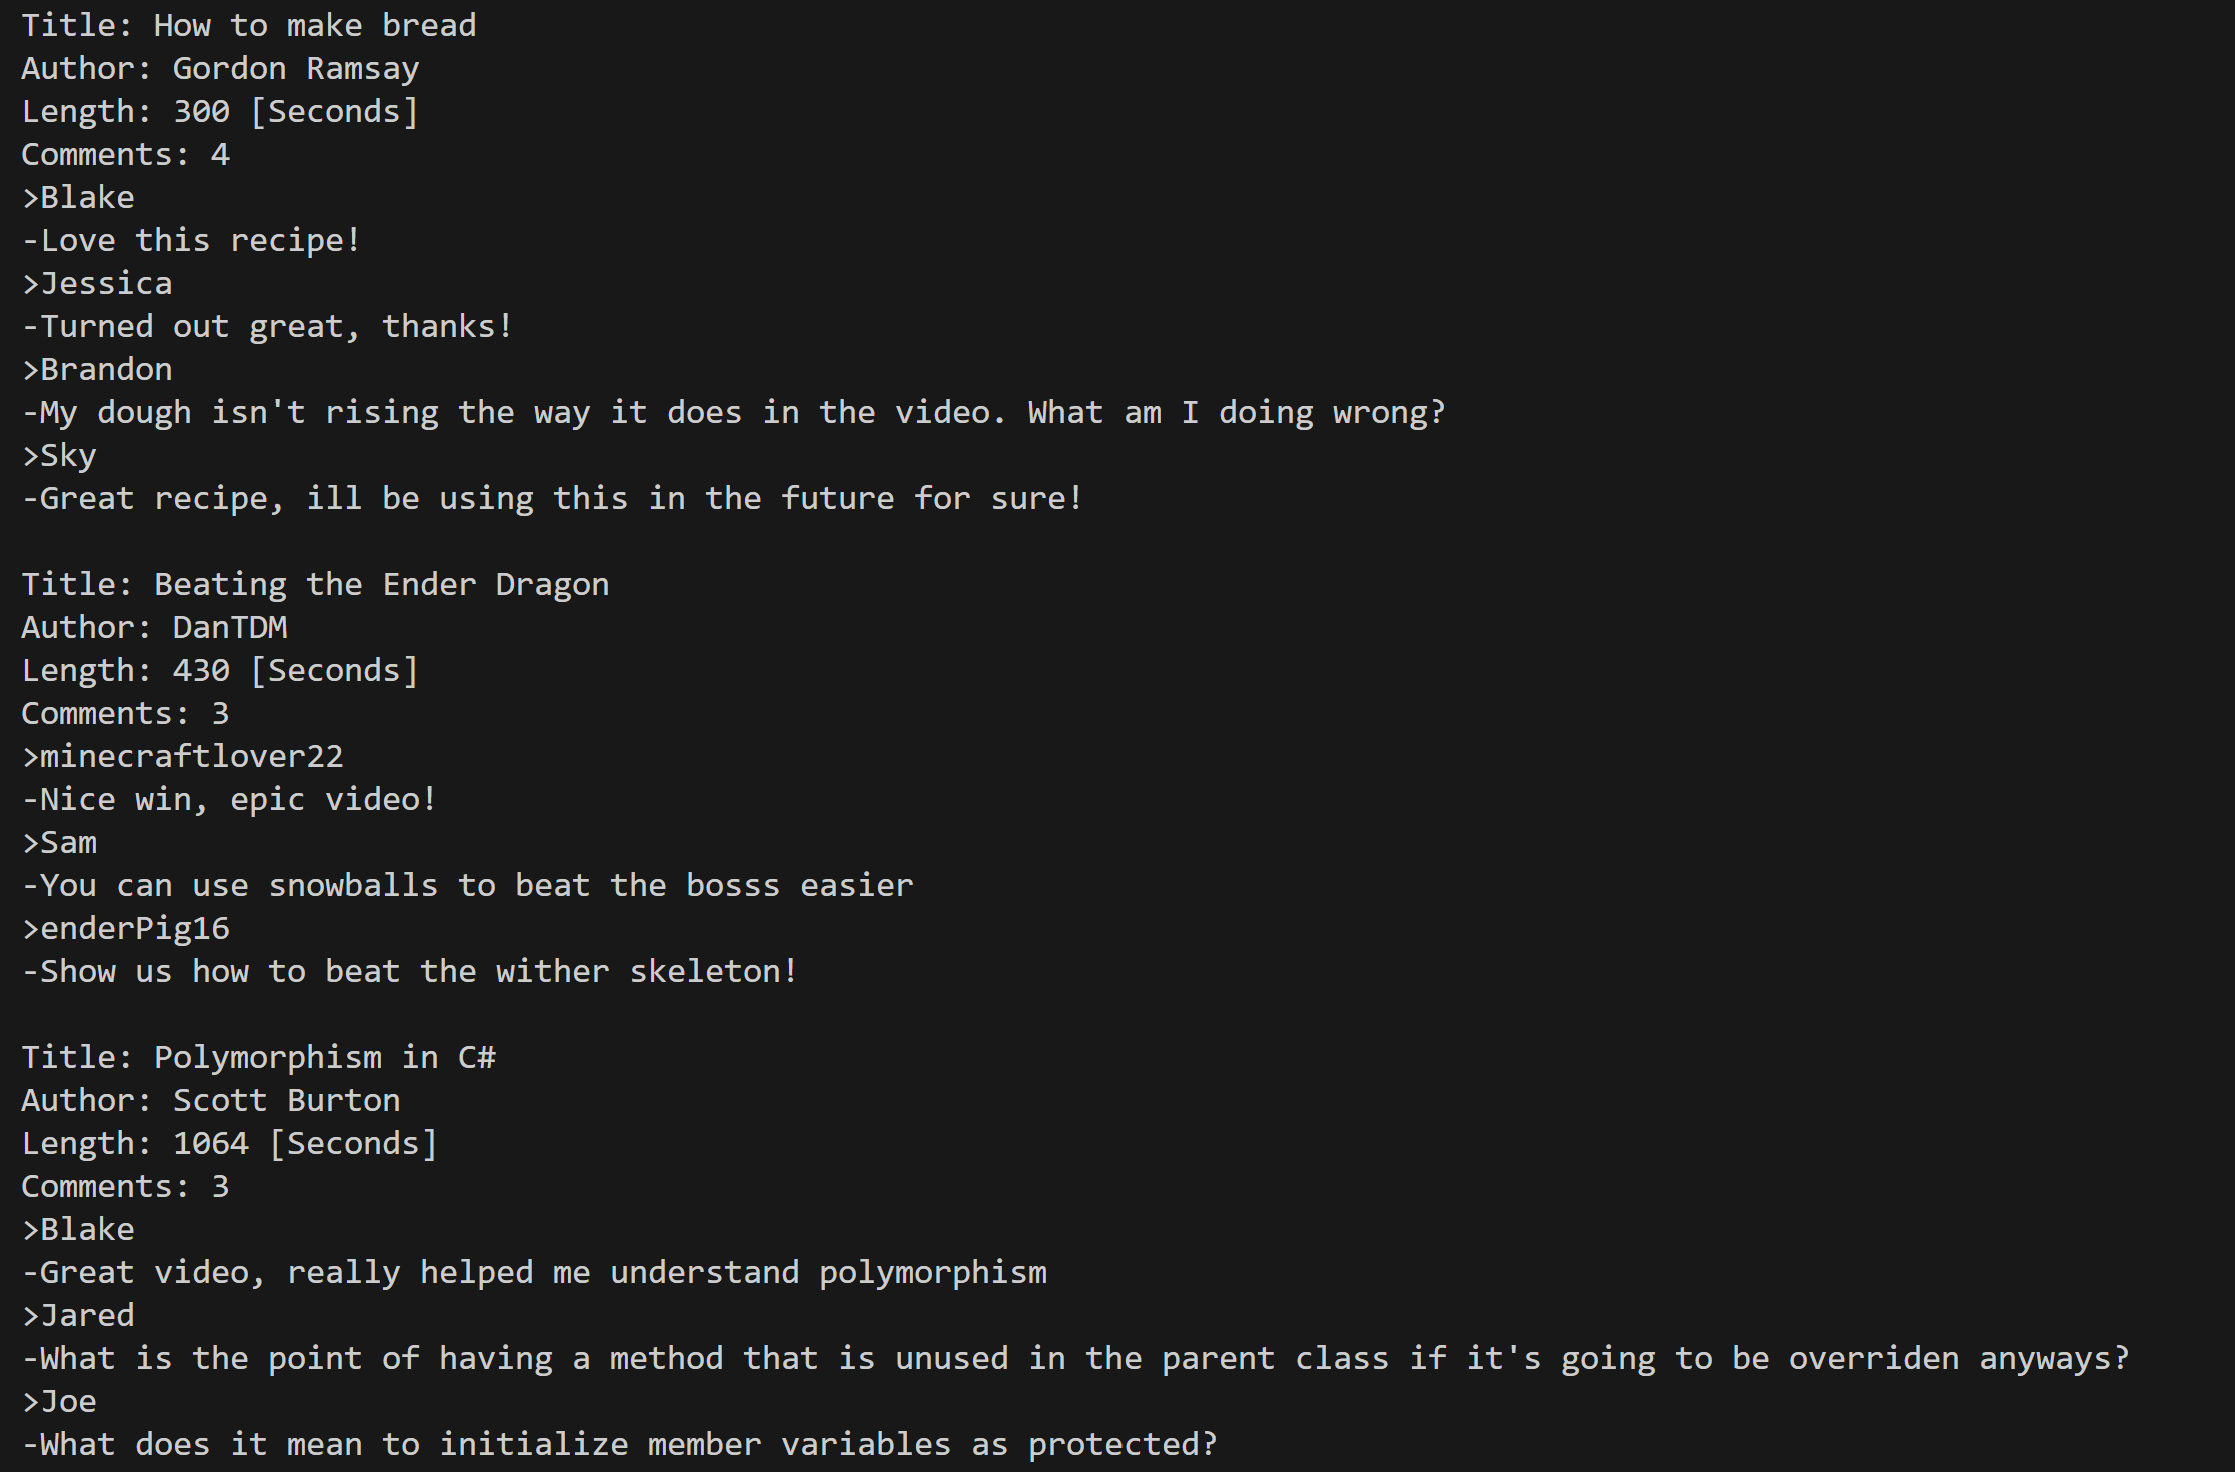 Title: How to make bread
Author: Gordon Ramsay
Length: 300 [Seconds]
Comments: 4
>Blake
-Love this recipe!
>Jessica
-Turned out great, thanks!
>Brandon
-My dough isn't rising the way it does in the video. What am I doing wrong?
>Sky
-Great recipe, ill be using this in the future for sure!

Title: Beating the Ender Dragon
Author: DanTDM
Length: 430 [Seconds]
Comments: 3
>minecraftlover22
-Nice win, epic video!
>Sam
-You can use snowballs to beat the bosss easier
>enderPig16
-Show us how to beat the wither skeleton!

Title: Polymorphism in C#
Author: Scott Burton
Length: 1064 [Seconds]
Comments: 3
>Blake
-Great video, really helped me understand polymorphism
>Jared
-What is the point of having a method that is unused in the parent class if it's going to be overriden anyways?
>Joe
-What does it mean to initialize member variables as protected?